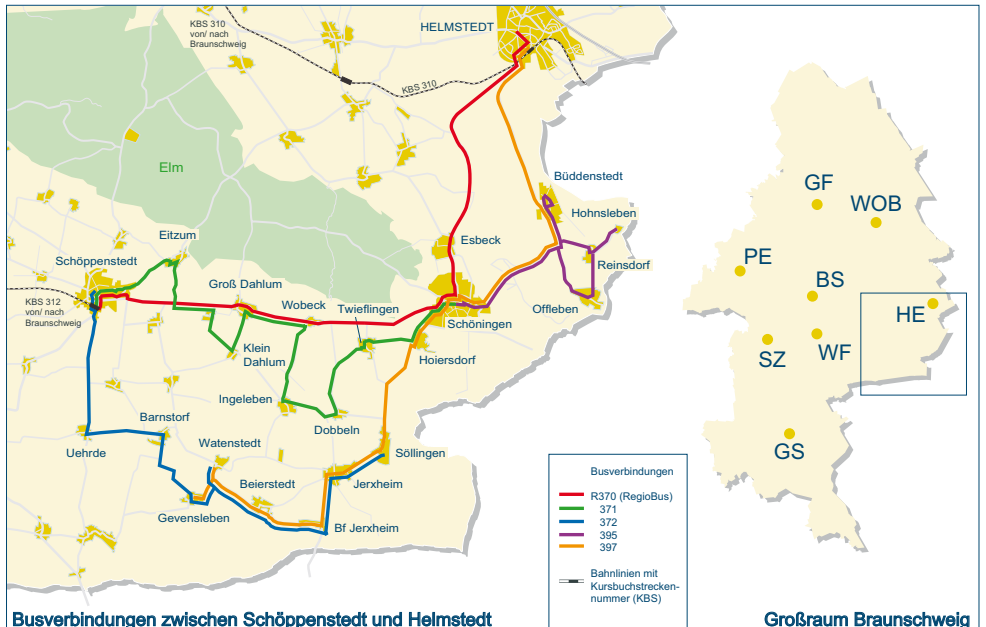 HELMSTEDT
KBS 310
von/ nach
Braunschweig
KBS 310
Elm
Büddenstedt
Hohnsleben
Eitzum
Esbeck
Schöppenstedt
Reinsdorf
Groß Dahlum
KBS 312
von/ nach
Braunschweig
Wobeck
Twieflingen
Offleben
Schöningen
Klein
Dahlum
Hoiersdorf
Ingeleben
Barnstorf
Dobbeln
Watenstedt
Uehrde
Söllingen
Beierstedt
Jerxheim
Gevensleben
Bf Jerxheim
Busverbindungen
R370 (RegioBus)
371
372
395
397
Bahnlinien mit
Kursbuchstrecken-
nummer (KBS)
GF
WOB
PE
BS
HE
SZ
WF
GS
Busverbindungen zwischen Schöppenstedt und Helmstedt
Großraum Braunschweig